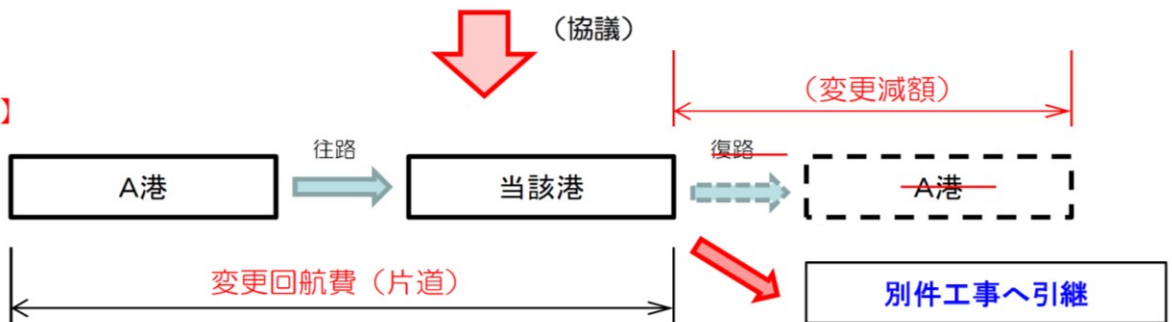 （協議）
（変更減額）
】
往路
復路
A港
当該港
A港
変更回航費（片道）
別件工事へ引継